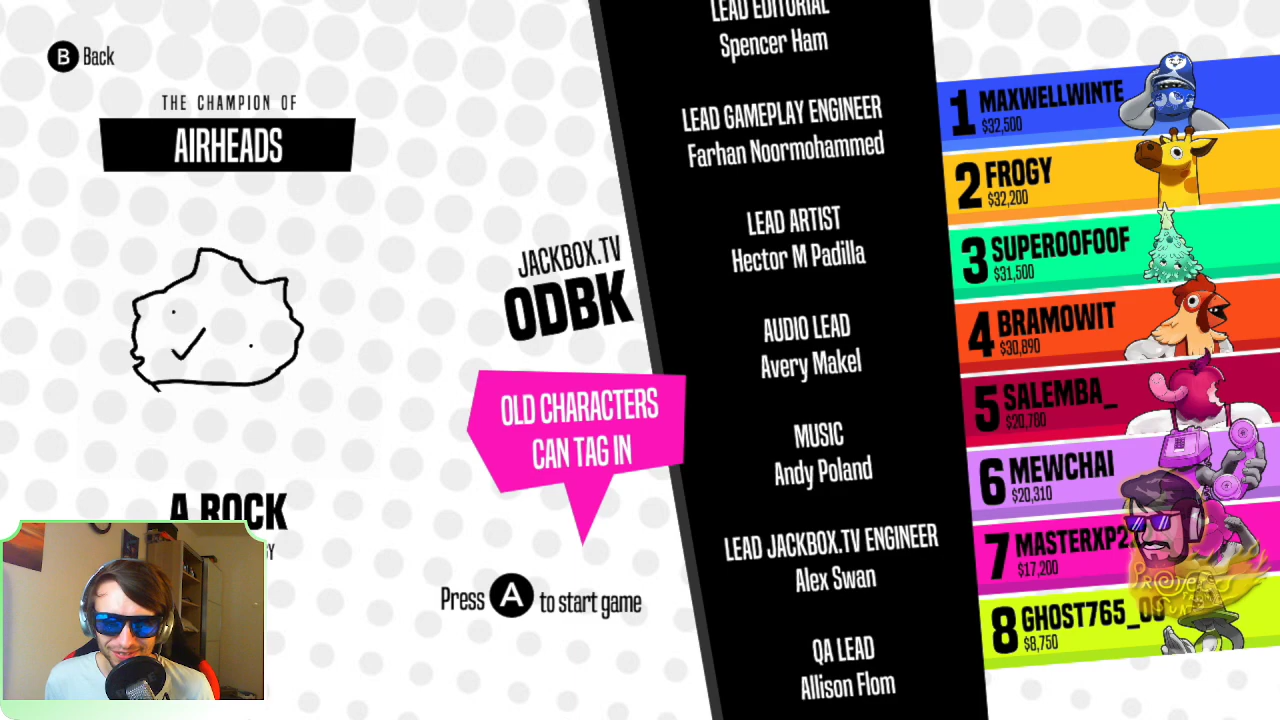 B Back
THE CHAMPION OF
AIRHEADS
A ROCK
JACKBOX.TV
ODBK
OLD CHARACTERS
CAN TAG IN
Press A to start game
LEAD EDITORIAL
Spencer Ham
LEAD GAMEPLAY ENGINEER
Farhan Noormohammed
LEAD ARTIST
Hector M Padilla
AUDIO LEAD
Avery Makel
MUSIC
Andy Poland
LEAD JACKBOX.TV ENGINEER
Alex Swan
QA LEAD
Allison Flom
1 MAXWELLWINTE
$32,500
2 FROGY
$32,200
3 SUPEROOFOOF
$31,500
4 BRAMOWIT
$30,890
5 SALEMBA_
$20,760
6 MEWCHAI
$20,310
7 MASTERXP2
$17,200
8 GHOST765_09
$8,750